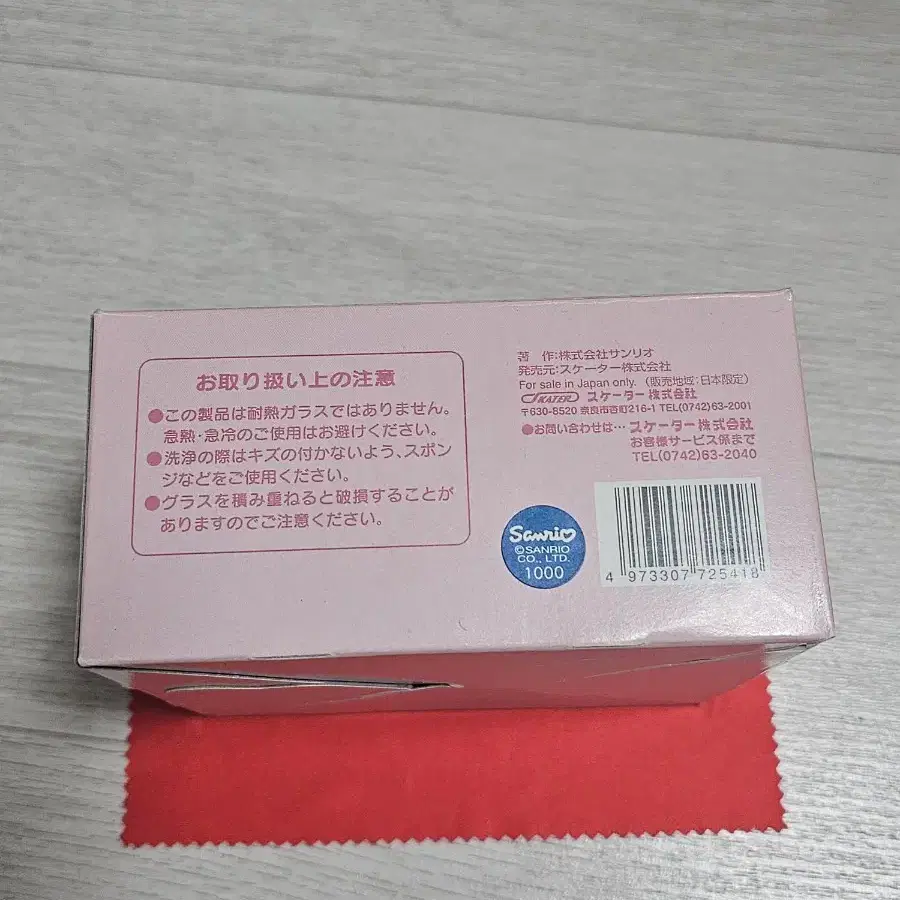 お取り扱い上の注意
●この製品は耐熱ガラスではありません。
急熱・急冷のご使用はお避けください。
●洗浄の際はキズの付かないよう、スポン
ジなどをご使用ください。
●グラスを積み重ねると破損することが
ありますのでご注意ください。
著 作:株式会社サンリオ
発売元:スケーター株式会社
For sale in Japan only. (販売地域:日本限定)
SKATER スケーター株式会社
〒630-8520 奈良市杏町216-1 TEL(0742)63-2001
●お問い合わせは…スケーター株式会社
お客様サービス係まで
TEL(0742)63-2040
Sanrio
©SANRIO
CO., LTD.
1000
4 973307 725418